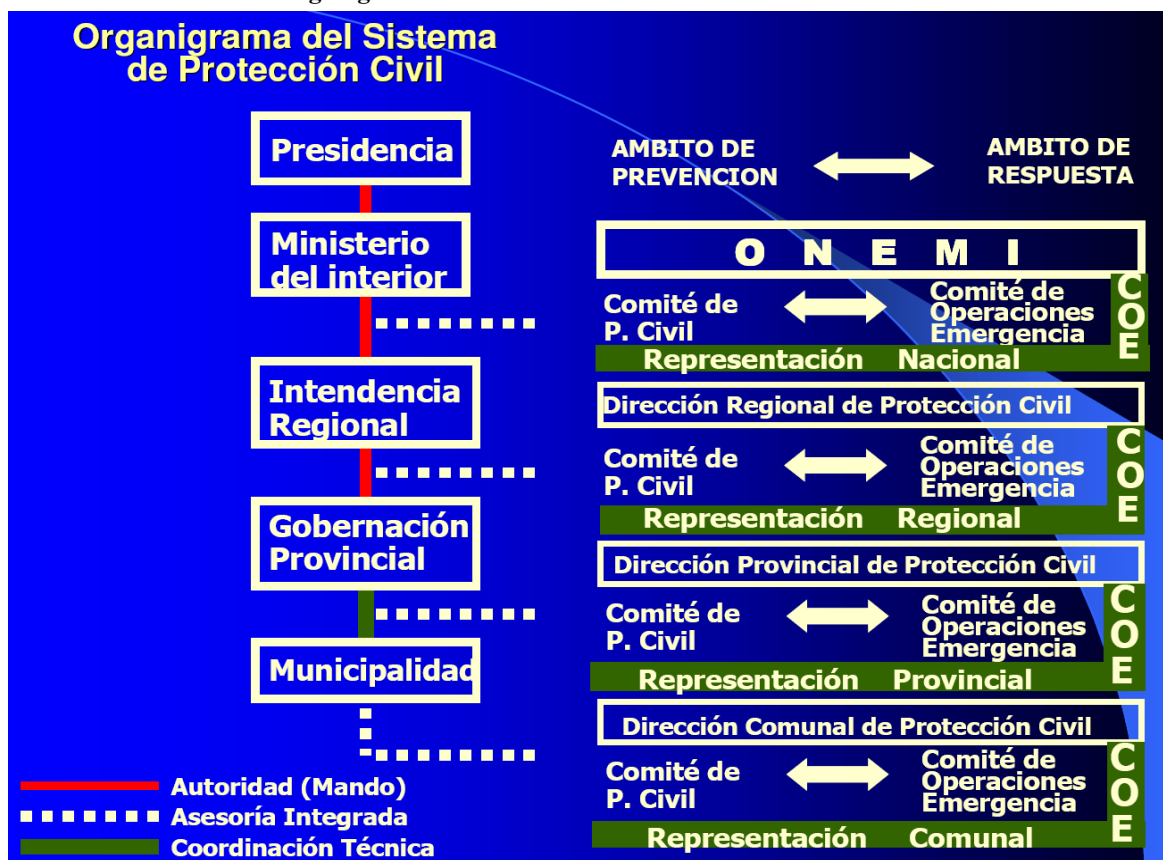 Organigrama del Sistema
de Protección Civil
Presidencia
Ministerio
del interior
Intendencia
Regional
Gobernación
Provincial
Municipalidad
Autoridad (Mando)
Asesoría Integrada
Coordinación Técnica
AMBITO DE
PREVENCION
AMBITO DE
RESPUESTA
O N E M I
Comité de
P. Civil
Comité de
Operaciones
Emergencia
COE
Representación Nacional
Dirección Regional de Protección Civil
Comité de
P. Civil
Comité de
Operaciones
Emergencia
COE
Representación Regional
Dirección Provincial de Protección Civil
Comité de
P. Civil
Comité de
Operaciones
Emergencia
COE
Representación Provincial
Dirección Comunal de Protección Civil
Comité de
P. Civil
Comité de
Operaciones
Emergencia
COE
Representación Comunal